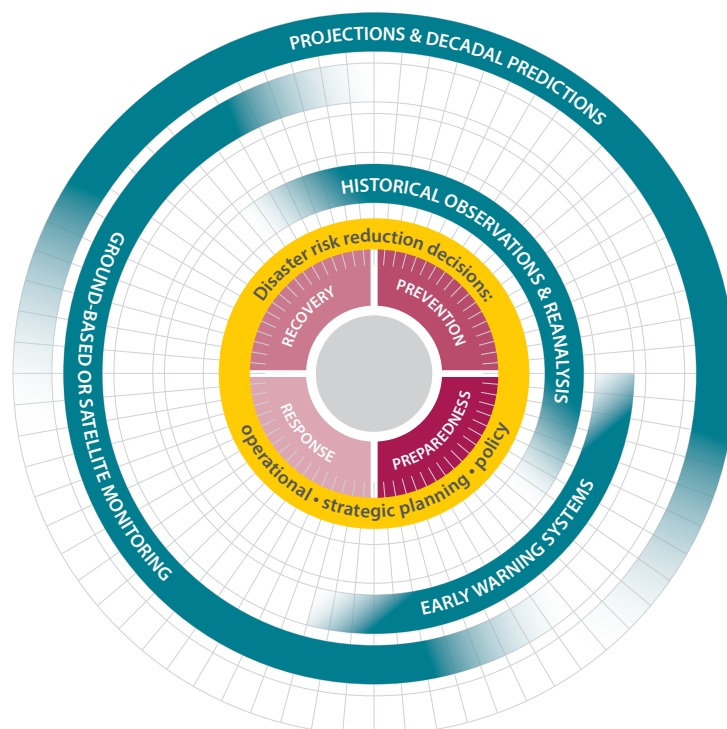 PROJECTIONS & DECADAL PREDICTIONS
GROUND-BASED OR SATELLITE MONITORING
HISTORICAL OBSERVATIONS & REANALYSIS
EARLY WARNING SYSTEMS
Disaster risk reduction decisions:
operational • strategic planning • policy
RECOVERY
PREVENTION
RESPONSE
PREPAREDNESS